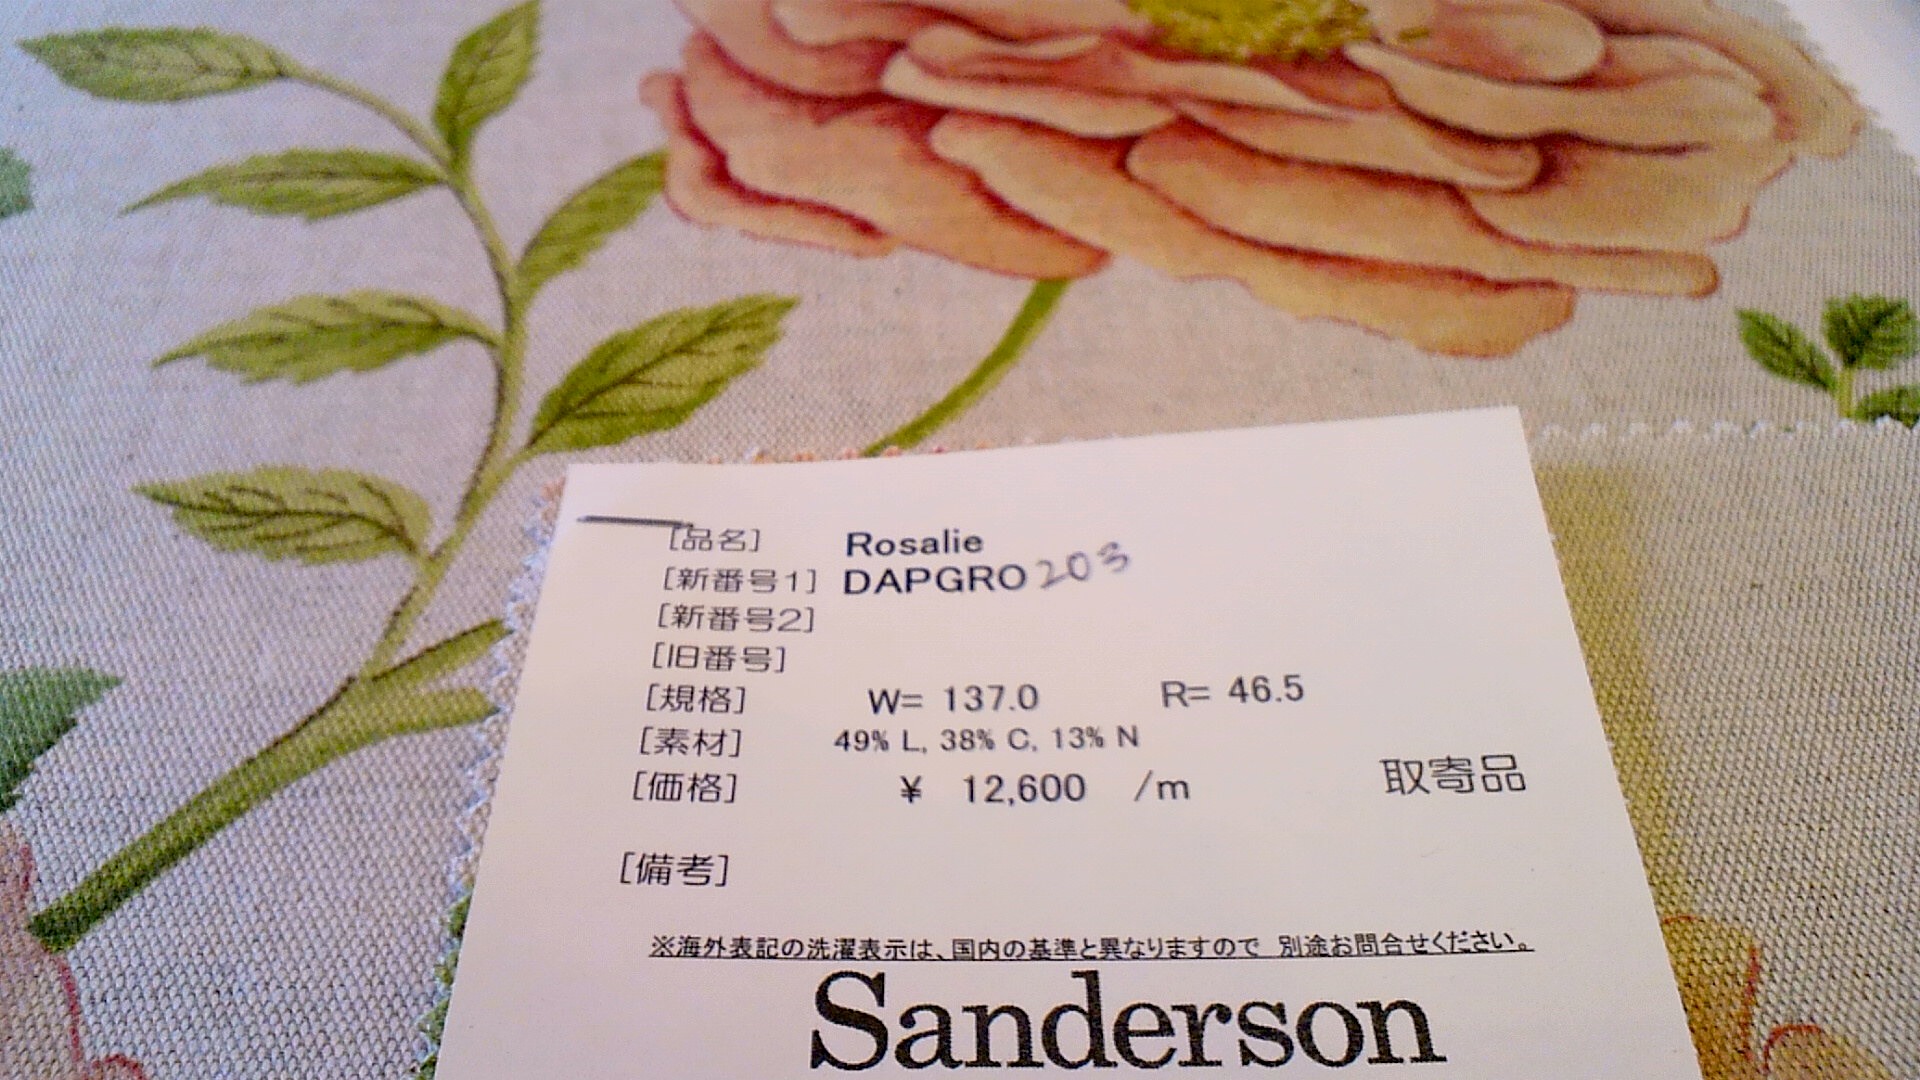 [品名] Rosalie
[新番号1] DAPGRO203
[新番号2]
[旧番号]
[規格] W= 137.0 R= 46.5
[素材] 49% L, 38% C, 13% N
[価格] ¥ 12,600 /m 取寄品
[備考]
※海外表記の洗濯表示は、国内の基準と異なりますので 別途お問合せください。
Sanderson